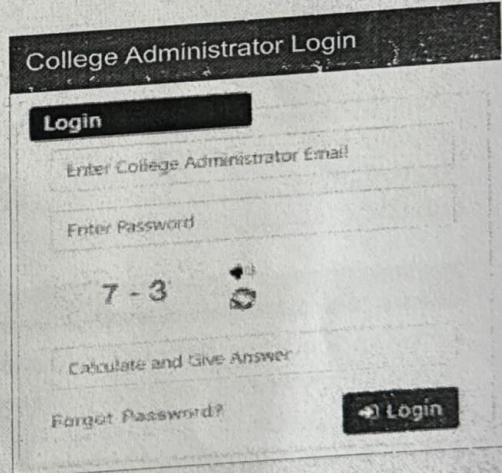 College Administrator Login
Login
Enter College Administrator Email
Enter Password
7 - 3
Calculate and Give Answer
Forgot Password?
Login